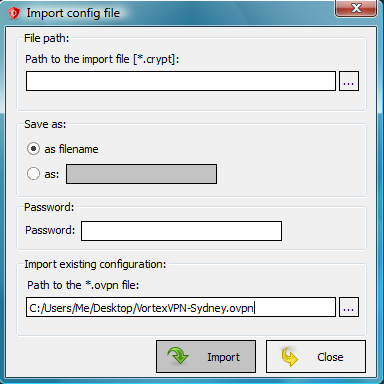 Import config file
File path:
Path to the import file [*.crypt]:
...
Save as:
as filename
as:
Password:
Password:
Import existing configuration:
Path to the *.ovpn file:
C:/Users/Me/Desktop/VortexVPN-Sydney.ovpn
...
Import
Close